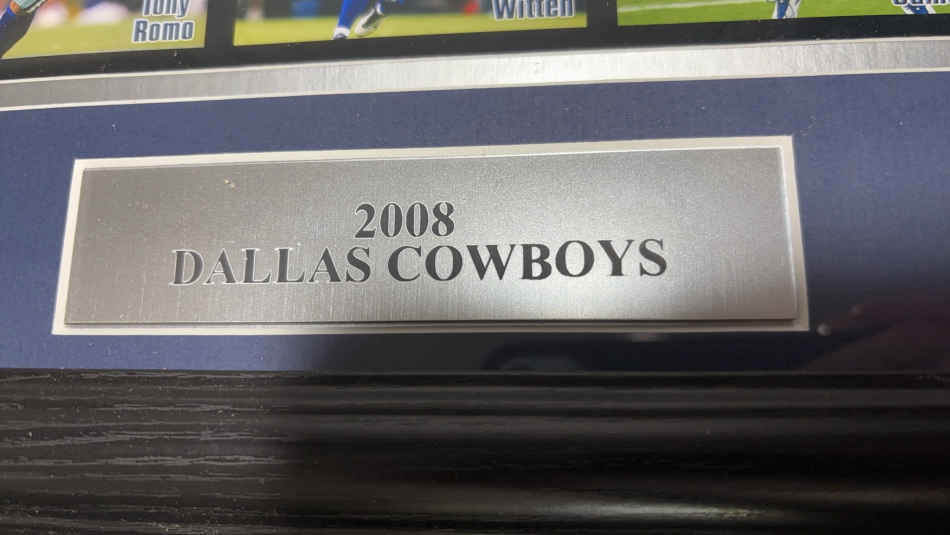 Tony
Romo
Witten
2008
DALLAS COWBOYS